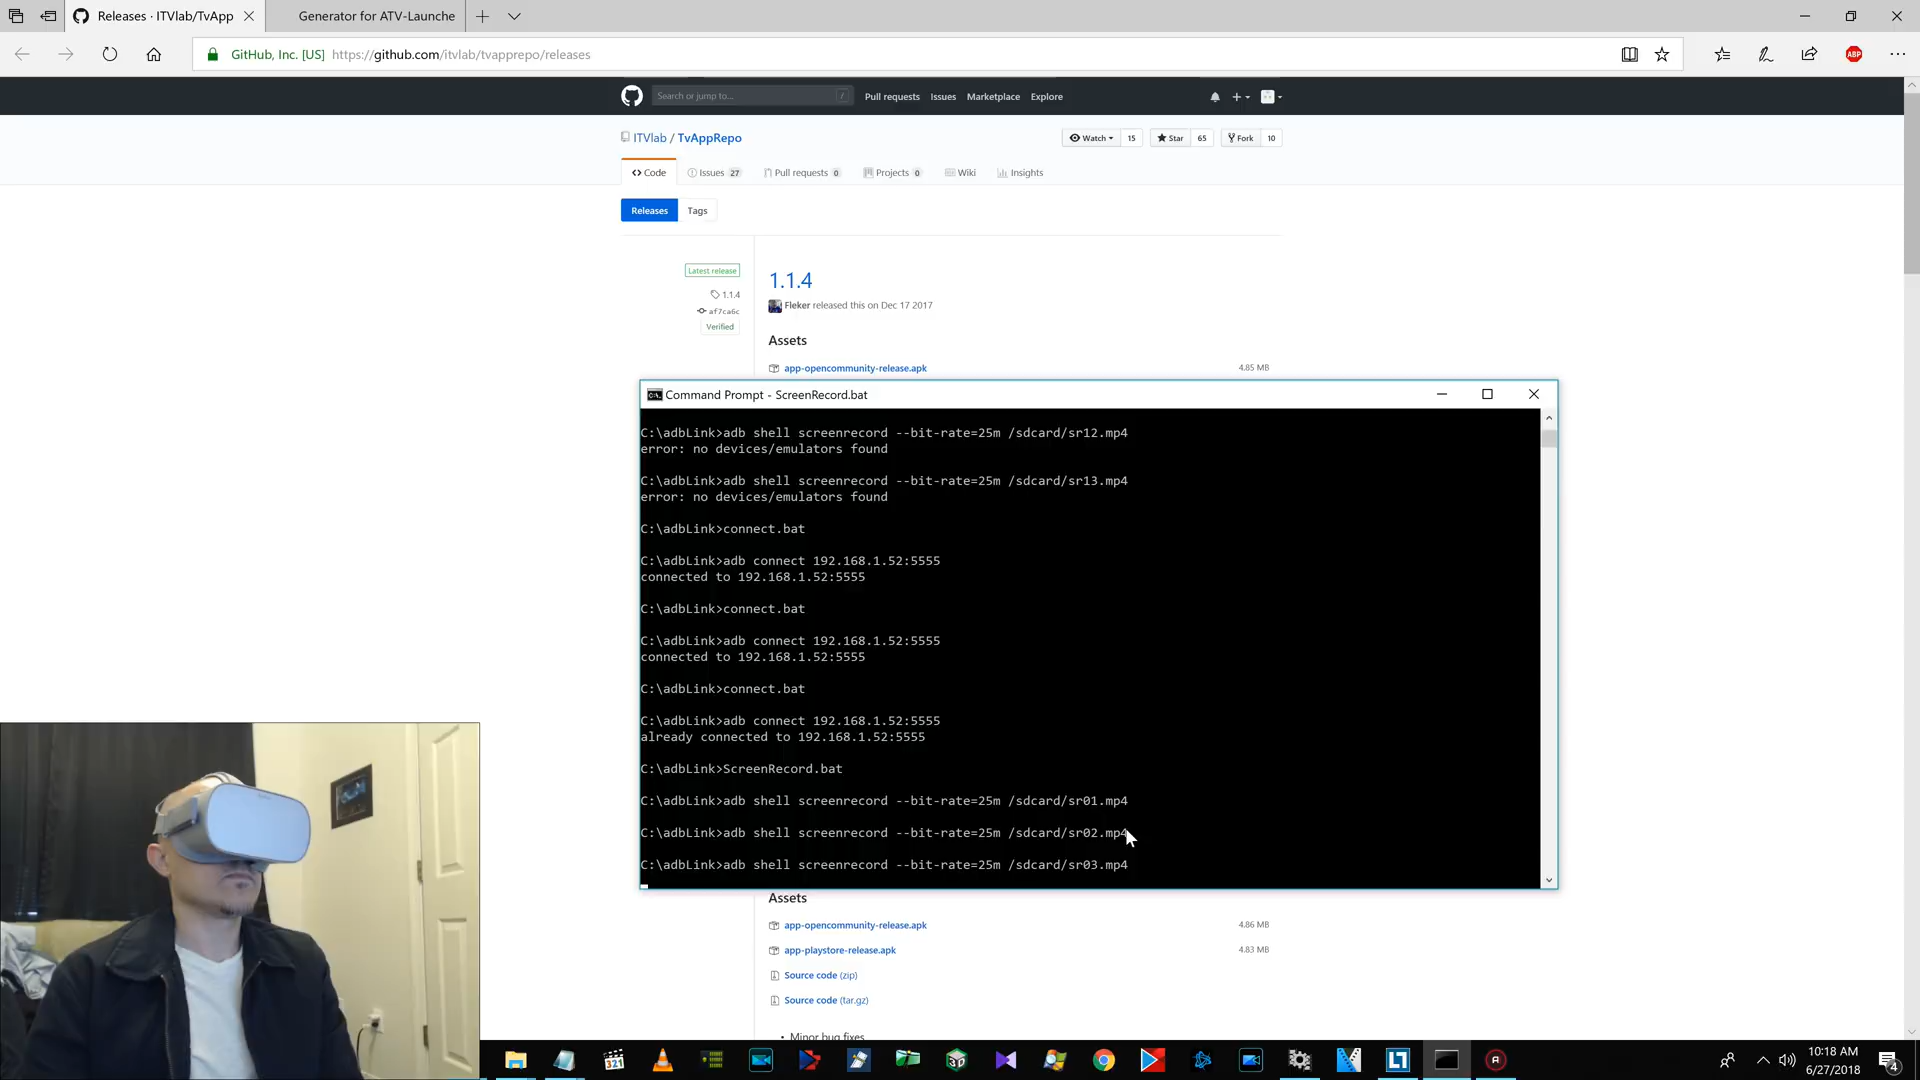 Releases · ITVlab/TvApp
Generator for ATV-Launche
GitHub, Inc. [US] https://github.com/itvlab/tvapprepo/releases
ABP
Search or jump to... /
Pull requests Issues Marketplace Explore
ITVlab / TvAppRepo
Watch 15 Star 65 Fork 10
Code Issues 27 Pull requests 0 Projects 0 Wiki Insights
Releases Tags
Latest release
1.1.4
af7ca6c
Verified
1.1.4
Fleker released this on Dec 17 2017
Assets
app-opencommunity-release.apk 4.85 MB
Command Prompt - ScreenRecord.bat
C:\adbLink>adb shell screenrecord --bit-rate=25m /sdcard/sr12.mp4
error: no devices/emulators found
C:\adbLink>adb shell screenrecord --bit-rate=25m /sdcard/sr13.mp4
error: no devices/emulators found
C:\adbLink>connect.bat
C:\adbLink>adb connect 192.168.1.52:5555
connected to 192.168.1.52:5555
C:\adbLink>connect.bat
C:\adbLink>adb connect 192.168.1.52:5555
connected to 192.168.1.52:5555
C:\adbLink>connect.bat
C:\adbLink>adb connect 192.168.1.52:5555
already connected to 192.168.1.52:5555
C:\adbLink>ScreenRecord.bat
C:\adbLink>adb shell screenrecord --bit-rate=25m /sdcard/sr01.mp4
C:\adbLink>adb shell screenrecord --bit-rate=25m /sdcard/sr02.mp4
C:\adbLink>adb shell screenrecord --bit-rate=25m /sdcard/sr03.mp4
Assets
app-opencommunity-release.apk 4.86 MB
app-playstore-release.apk 4.83 MB
Source code (zip)
Source code (tar.gz)
• Minor bug fixes
321
3D
10:18 AM
6/27/2018
4